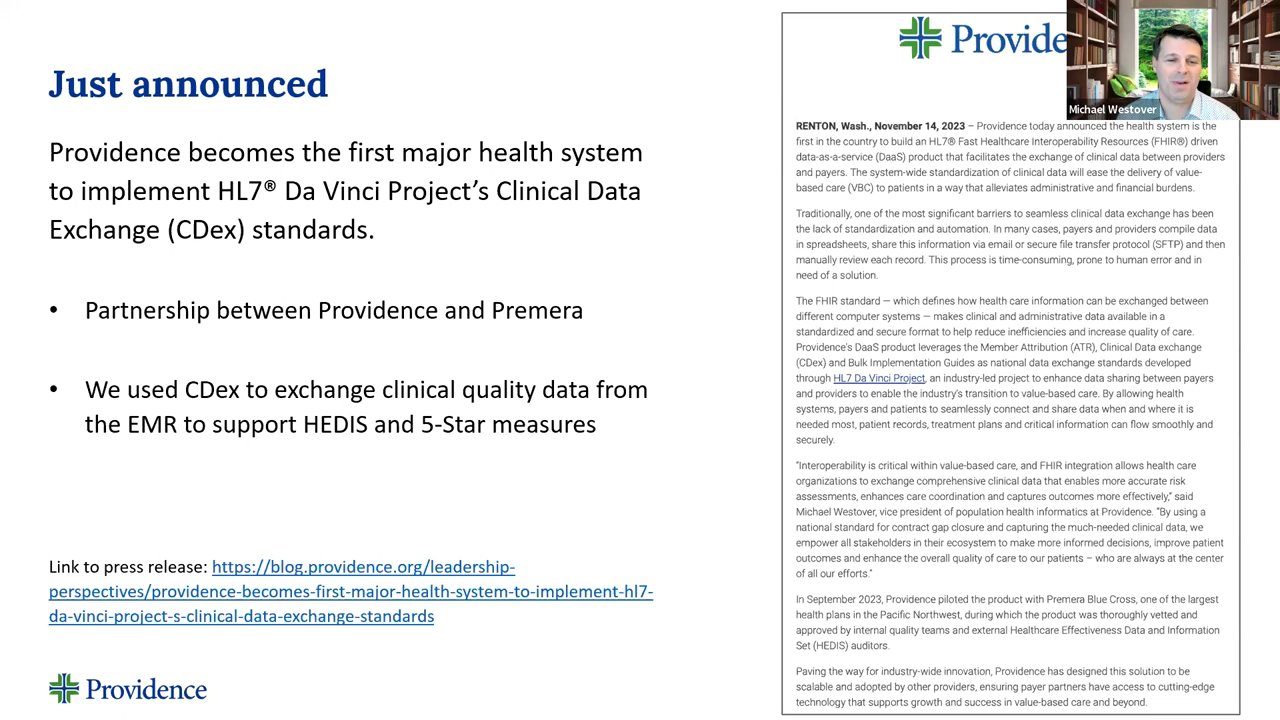 Just announced
Providence becomes the first major health system
to implement HL7® Da Vinci Project's Clinical Data
Exchange (CDex) standards.
• Partnership between Providence and Premera
• We used CDex to exchange clinical quality data from
the EMR to support HEDIS and 5-Star measures
Link to press release: https://blog.providence.org/leadership-
perspectives/providence-becomes-first-major-health-system-to-implement-hl7-
da-vinci-project-s-clinical-data-exchange-standards
Providence
Provide
Michael Westover
RENTON, Wash., November 14, 2023 – Providence today announced the health system is the
first in the country to build an HL7® Fast Healthcare Interoperability Resources (FHIR®) driven
data-as-a-service (DaaS) product that facilitates the exchange of clinical data between providers
and payers. The system-wide standardization of clinical data will ease the delivery of value-
based care (VBC) to patients in a way that alleviates administrative and financial burdens.
Traditionally, one of the most significant barriers to seamless clinical data exchange has been
the lack of standardization and automation. In many cases, payers and providers compile data
in spreadsheets, share this information via email or secure file transfer protocol (SFTP) and then
manually review each record. This process is time-consuming, prone to human error and in
need of a solution.
The FHIR standard — which defines how health care information can be exchanged between
different computer systems — makes clinical and administrative data available in a
standardized and secure format to help reduce inefficiencies and increase quality of care.
Providence's DaaS product leverages the Member Attribution (ATR), Clinical Data exchange
(CDex) and Bulk Implementation Guides as national data exchange standards developed
through HL7 Da Vinci Project, an industry-led project to enhance data sharing between payers
and providers to enable the industry's transition to value-based care. By allowing health
systems, payers and patients to seamlessly connect and share data when and where it is
needed most, patient records, treatment plans and critical information can flow smoothly and
securely.
"Interoperability is critical within value-based care, and FHIR integration allows health care
organizations to exchange comprehensive clinical data that enables more accurate risk
assessments, enhances care coordination and captures outcomes more effectively," said
Michael Westover, vice president of population health informatics at Providence. "By using a
national standard for contract gap closure and capturing the much-needed clinical data, we
empower all stakeholders in their ecosystem to make more informed decisions, improve patient
outcomes and enhance the overall quality of care to our patients – who are always at the center
of all our efforts."
In September 2023, Providence piloted the product with Premera Blue Cross, one of the largest
health plans in the Pacific Northwest, during which the product was thoroughly vetted and
approved by internal quality teams and external Healthcare Effectiveness Data and Information
Set (HEDIS) auditors.
Paving the way for industry-wide innovation, Providence has designed this solution to be
scalable and adopted by other providers, ensuring payer partners have access to cutting-edge
technology that supports growth and success in value-based care and beyond.